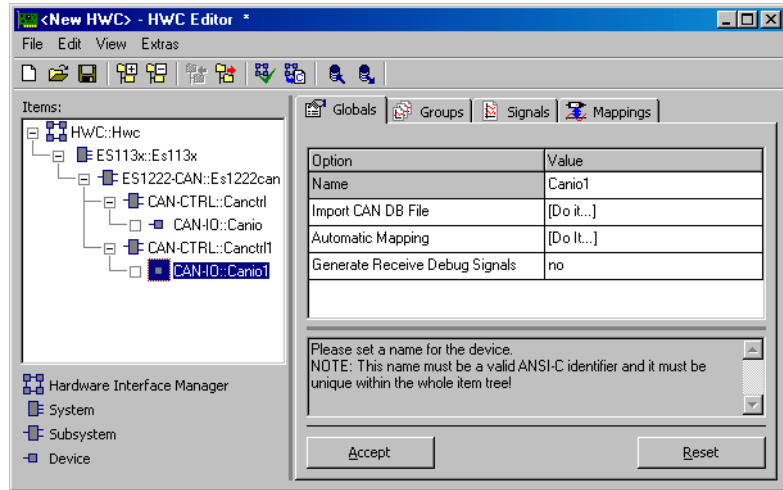 <New HWC> - HWC Editor *
File Edit View Extras
Items:
HWC::Hwc
ES113x::Es113x
ES1222-CAN::Es1222can
CAN-CTRL::Canctrl
CAN-IO::Canio
CAN-CTRL::Canctrl1
CAN-IO::Canio1
Hardware Interface Manager
System
Subsystem
Device
Globals Groups Signals Mappings
Option Value
Name Canio1
Import CAN DB File [Do it...]
Automatic Mapping [Do It...]
Generate Receive Debug Signals no
Please set a name for the device.
NOTE: This name must be a valid ANSI-C identifier and it must be
unique within the whole item tree!
Accept Reset